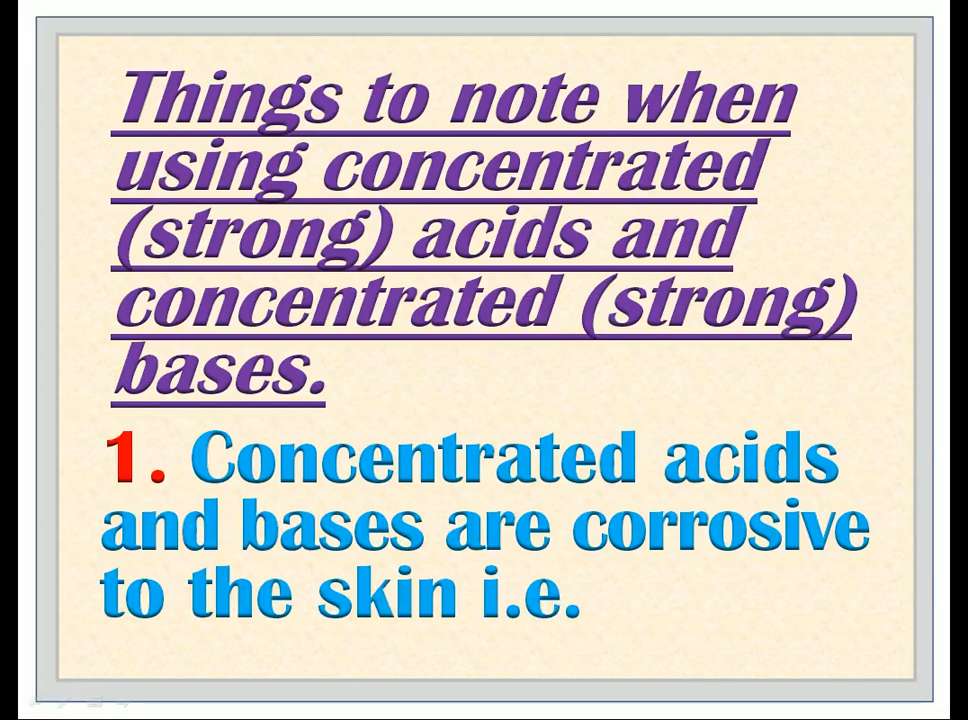 Things to note when
using concentrated
(strong) acids and
concentrated (strong)
bases.
1. Concentrated acids
and bases are corrosive
to the skin i.e.